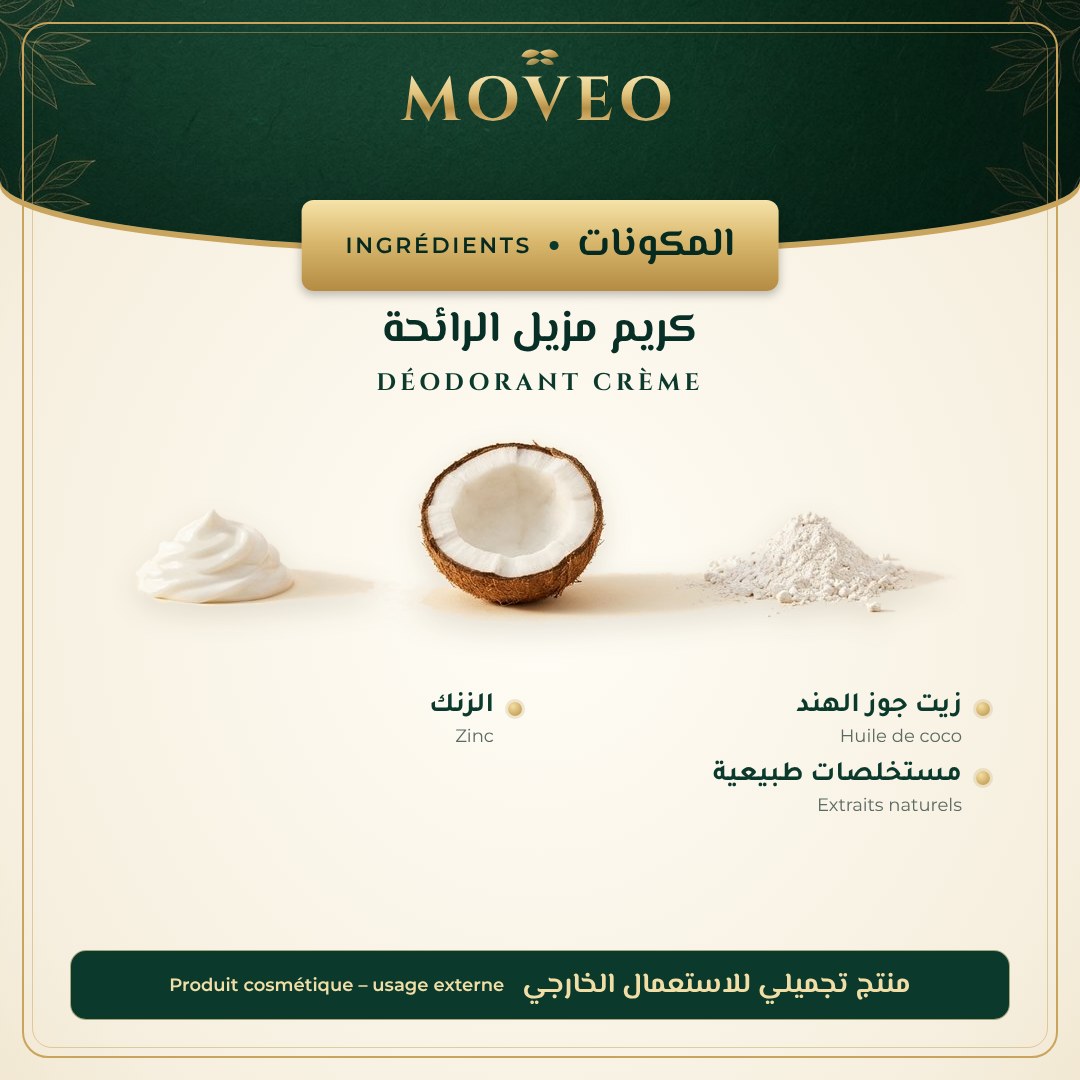 MOVEO
المكونات • INGRÉDIENTS
كريم مزيل الرائحة
DÉODORANT CRÈME
زيت جوز الهند
Huile de coco
الزنك
Zinc
مستخلصات طبيعية
Extraits naturels
منتج تجميلي للاستعمال الخارجي Produit cosmétique – usage externe